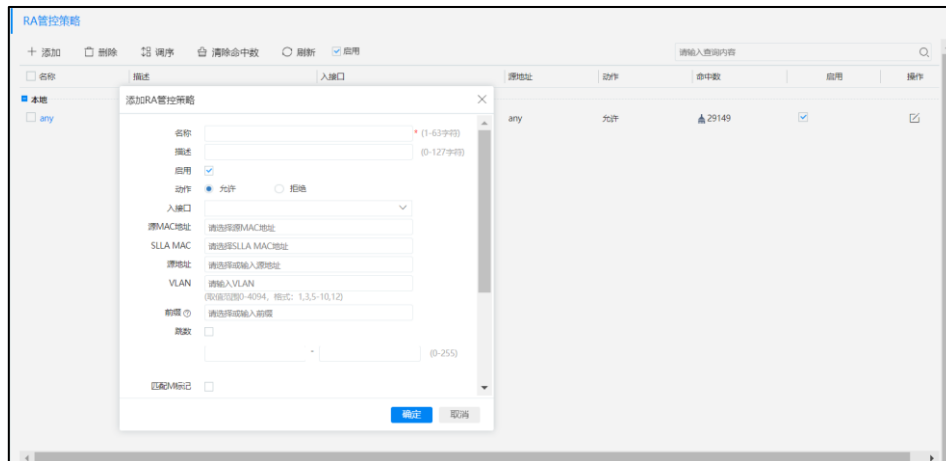 RA管控策略
添加 删除 调序 清除命中数 刷新 启用 请输入查询内容
名称 描述 入接口 源地址 动作 命中数 启用 操作
本地
any any 允许 29149
添加RA管控策略
名称 * (1-63字符)
描述 (0-127字符)
启用
动作 允许 拒绝
入接口
源MAC地址 请选择源MAC地址
SLLA MAC 请选择SLLA MAC地址
源地址 请选择或输入源地址
VLAN 请输入VLAN
(取值范围0-4094，格式：1,3,5-10,12)
前缀 请选择或输入前缀
跳数
- (0-255)
匹配M标记
确定 取消